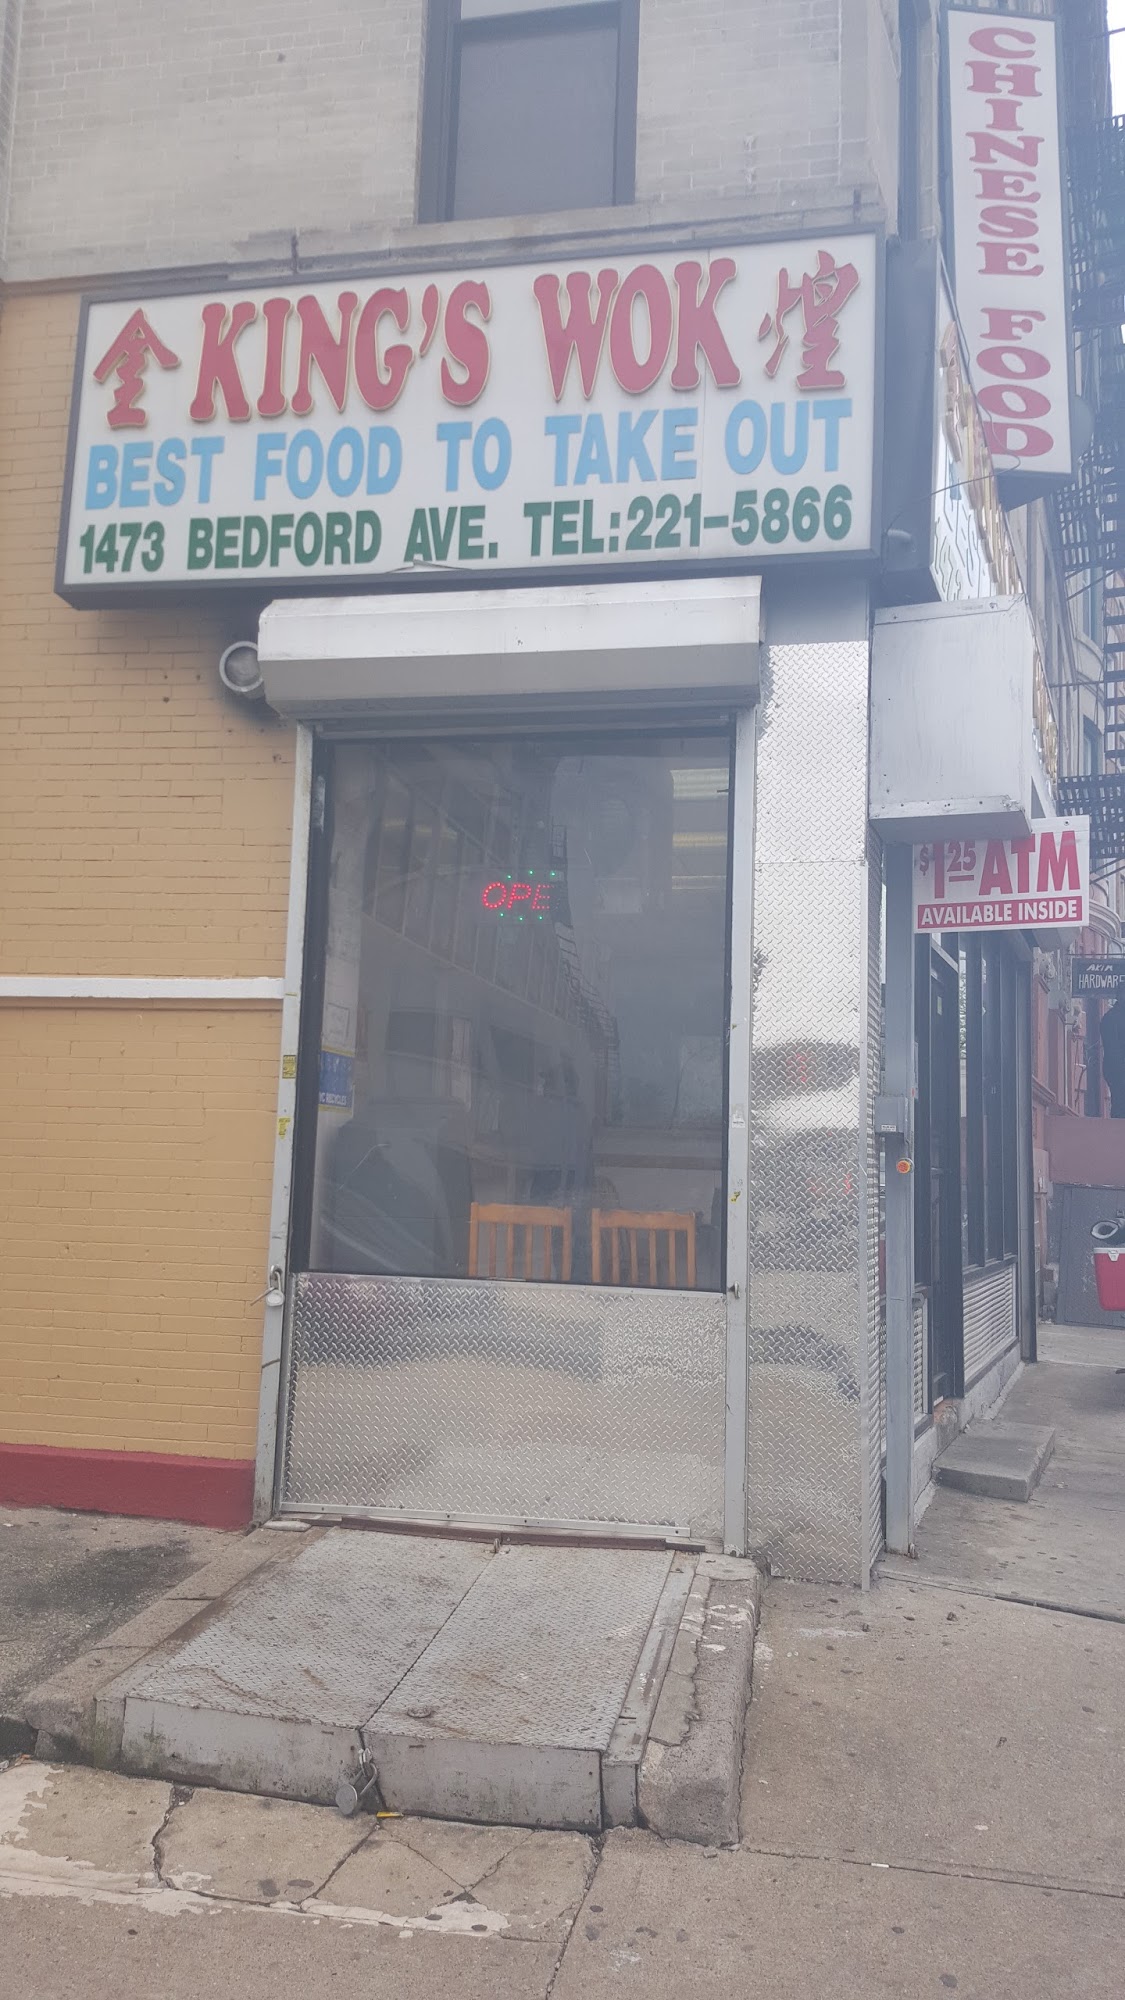 金 KING'S WOK 煌
BEST FOOD TO TAKE OUT
1473 BEDFORD AVE. TEL:221-5866
CHINESE FOOD
OPE
$1.25 ATM
AVAILABLE INSIDE
HARDWARE